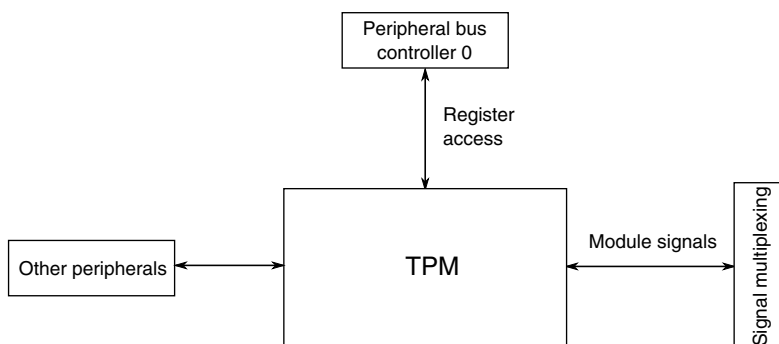 Peripheral bus
controller 0
Register
access
Other peripherals
TPM
Module signals
Signal multiplexing